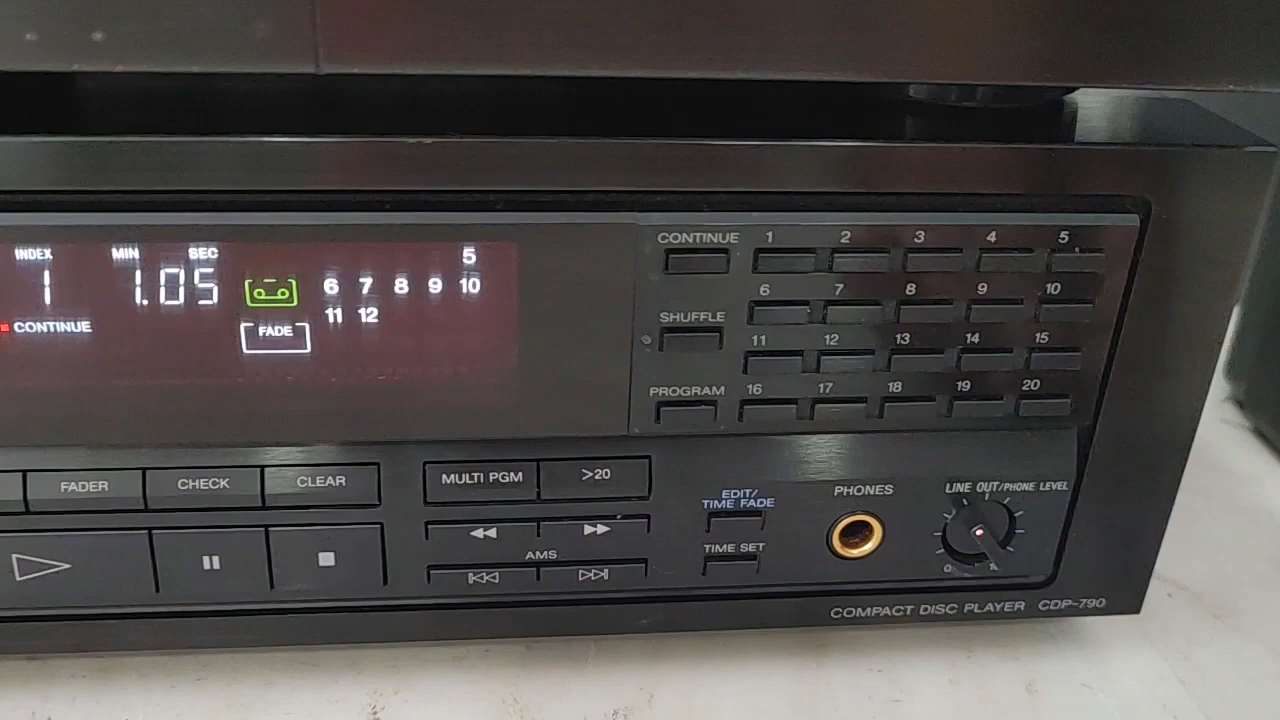 INDEX MIN SEC
1 1.05
CONTINUE
FADE
5
6 7 8 9 10
11 12
CONTINUE 1 2 3 4 5
6 7 8 9 10
SHUFFLE
11 12 13 14 15
PROGRAM 16 17 18 19 20
FADER CHECK CLEAR
MULTI PGM >20
AMS
EDIT/
TIME FADE
TIME SET
PHONES
LINE OUT/PHONE LEVEL
0 10
COMPACT DISC PLAYER CDP-790